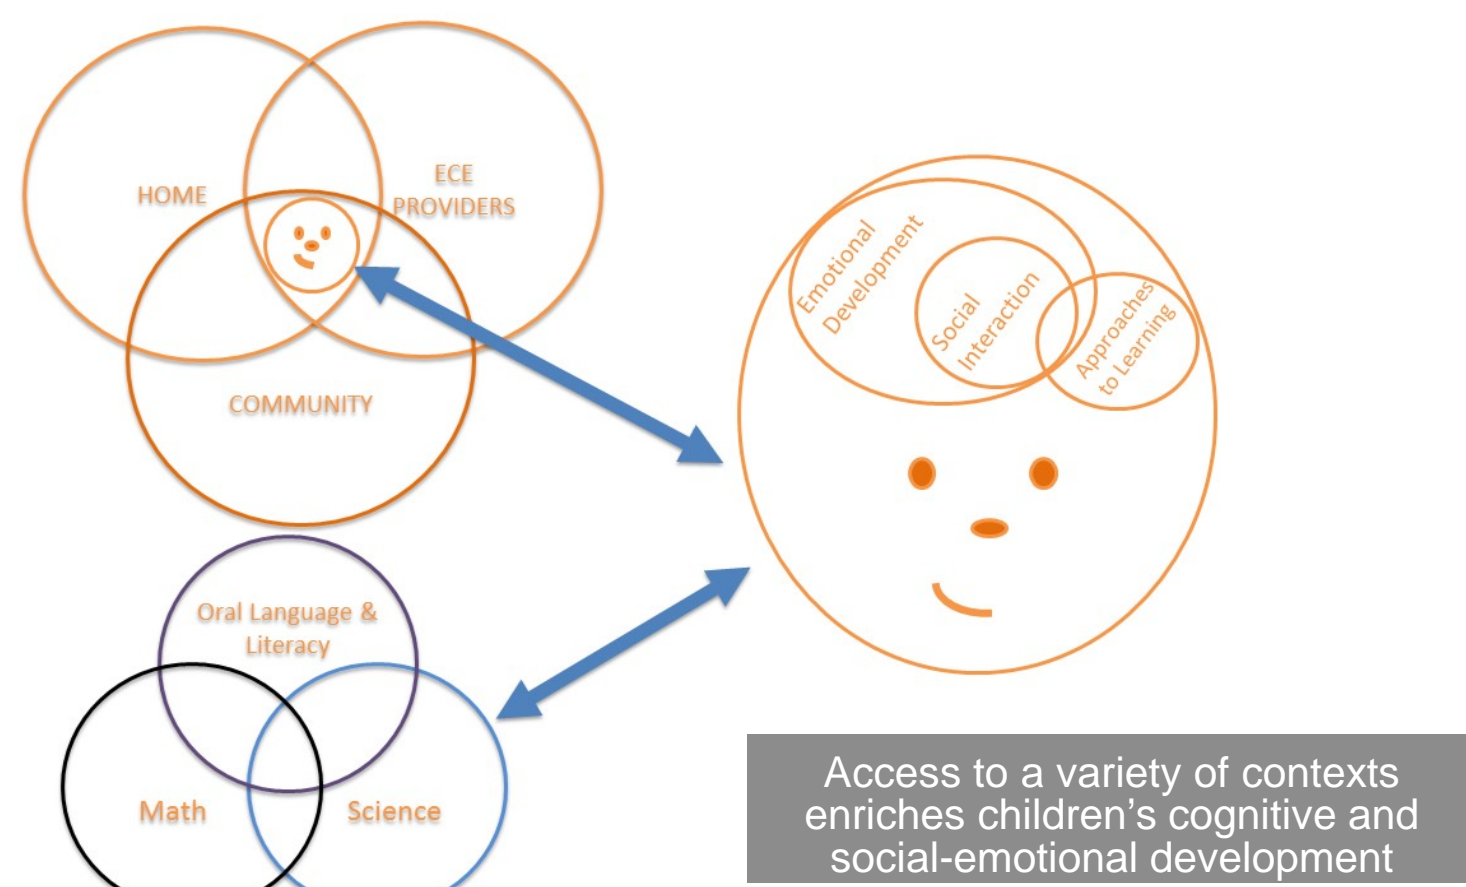 HOME
ECE
PROVIDERS
COMMUNITY
Emotional
Development
Social
Interaction
Approaches
to Learning
Oral Language &
Literacy
Math
Science
Access to a variety of contexts
enriches children’s cognitive and
social-emotional development